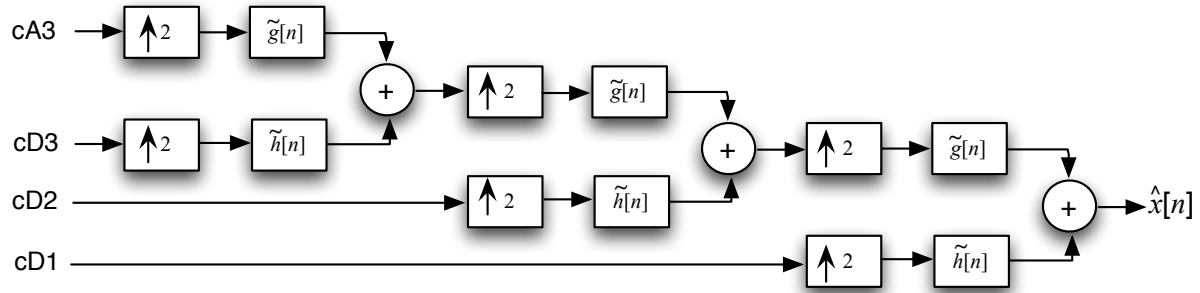 cA3 ↑2 g̃[n]
+ ↑2 g̃[n]
cD3 ↑2 h̃[n]
+ ↑2 g̃[n]
cD2 ↑2 h̃[n]
+ x̂[n]
cD1 ↑2 h̃[n]